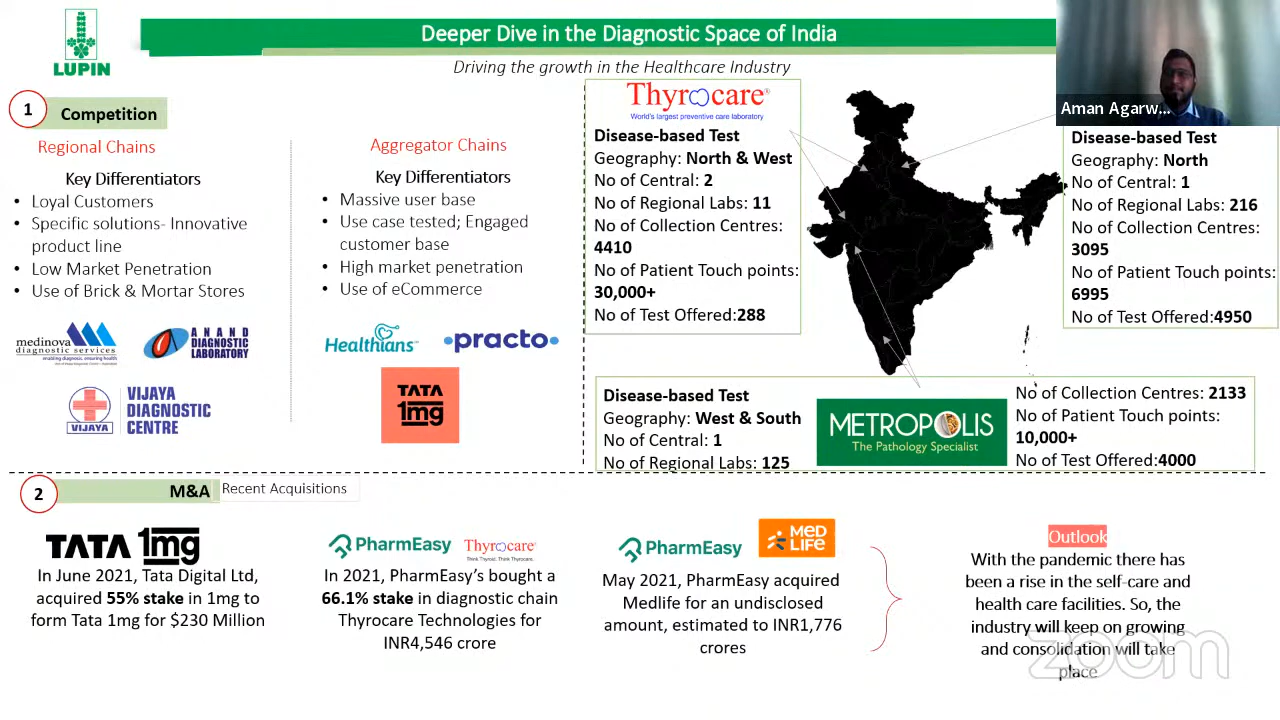 LUPIN
Deeper Dive in the Diagnostic Space of India
Driving the growth in the Healthcare Industry
Aman Agarw...
1
Competition
Regional Chains
Key Differentiators
• Loyal Customers
• Specific solutions- Innovative
product line
• Low Market Penetration
• Use of Brick & Mortar Stores
medinova
diagnostic services
enabling diagnosis, ensuring health
ANAND
DIAGNOSTIC
LABORATORY
VIJAYA
VIJAYA
DIAGNOSTIC
CENTRE
Aggregator Chains
Key Differentiators
• Massive user base
• Use case tested; Engaged
customer base
• High market penetration
• Use of eCommerce
Healthians
practo
TATA
1mg
Thyrocare®
World's largest preventive care laboratory
Disease-based Test
Geography: North & West
No of Central: 2
No of Regional Labs: 11
No of Collection Centres:
4410
No of Patient Touch points:
30,000+
No of Test Offered:288
Disease-based Test
Geography: North
No of Central: 1
No of Regional Labs: 216
No of Collection Centres:
3095
No of Patient Touch points:
6995
No of Test Offered:4950
Disease-based Test
Geography: West & South
No of Central: 1
No of Regional Labs: 125
METROPOLIS
The Pathology Specialist
No of Collection Centres: 2133
No of Patient Touch points:
10,000+
No of Test Offered:4000
2
M&A
Recent Acquisitions
TATA 1mg
In June 2021, Tata Digital Ltd,
acquired 55% stake in 1mg to
form Tata 1mg for $230 Million
PharmEasy
Thyrocare®
Think Thyroid. Think Thyrocare.
In 2021, PharmEasy's bought a
66.1% stake in diagnostic chain
Thyrocare Technologies for
INR4,546 crore
PharmEasy
MED
LIFE
May 2021, PharmEasy acquired
Medlife for an undisclosed
amount, estimated to INR1,776
crores
Outlook
With the pandemic there has
been a rise in the self-care and
health care facilities. So, the
industry will keep on growing
and consolidation will take
place
zoom